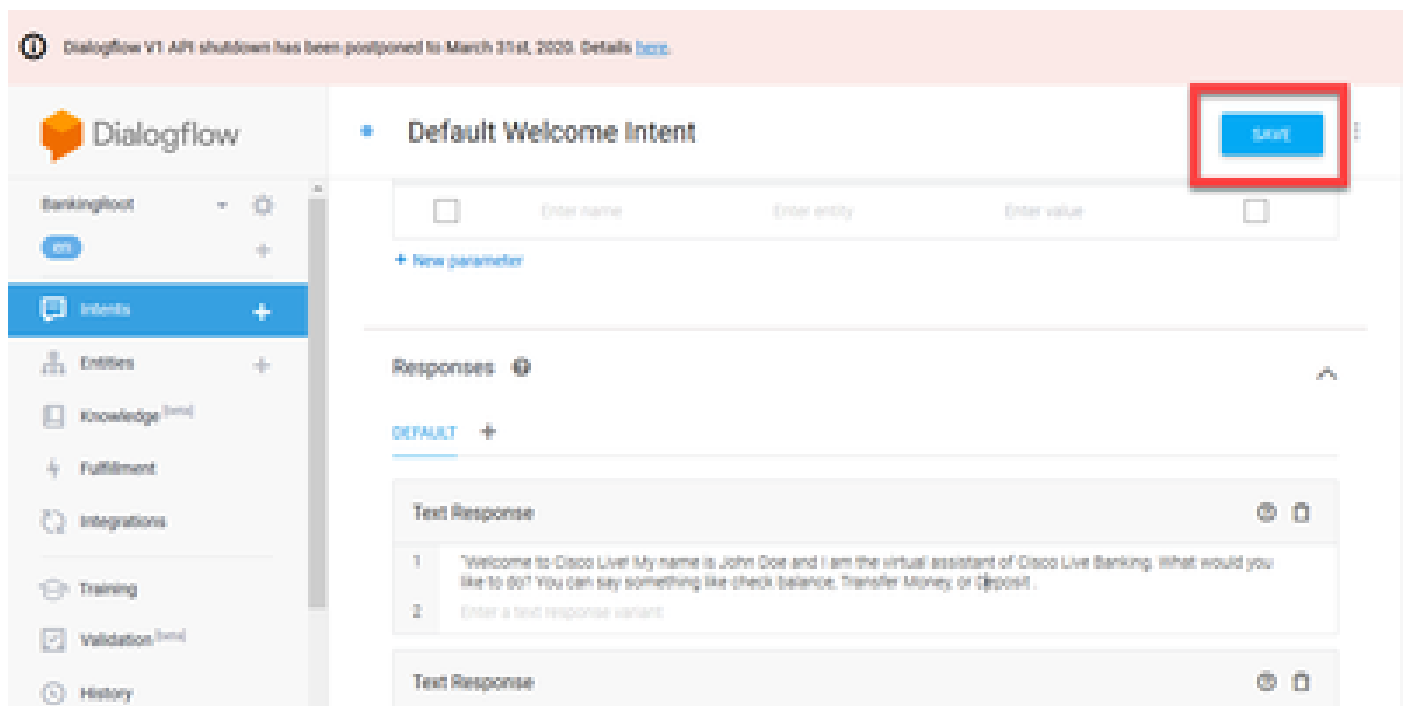 Dialogflow V1 API shutdown has been postponed to March 31st, 2020. Details here.
Dialogflow
Default Welcome Intent
SAVE
BankingRoot
en
Enter name
Enter entity
Enter value
+ New parameter
Intents
Entities
Knowledge [beta]
Fulfillment
Integrations
Training
Validation [beta]
History
Responses
DEFAULT
Text Response
1 "Welcome to Cisco Live! My name is John Doe and I am the virtual assistant of Cisco Live Banking. What would you
like to do? You can say something like check balance, Transfer Money, or Deposit .
2 Enter a text response variant
Text Response